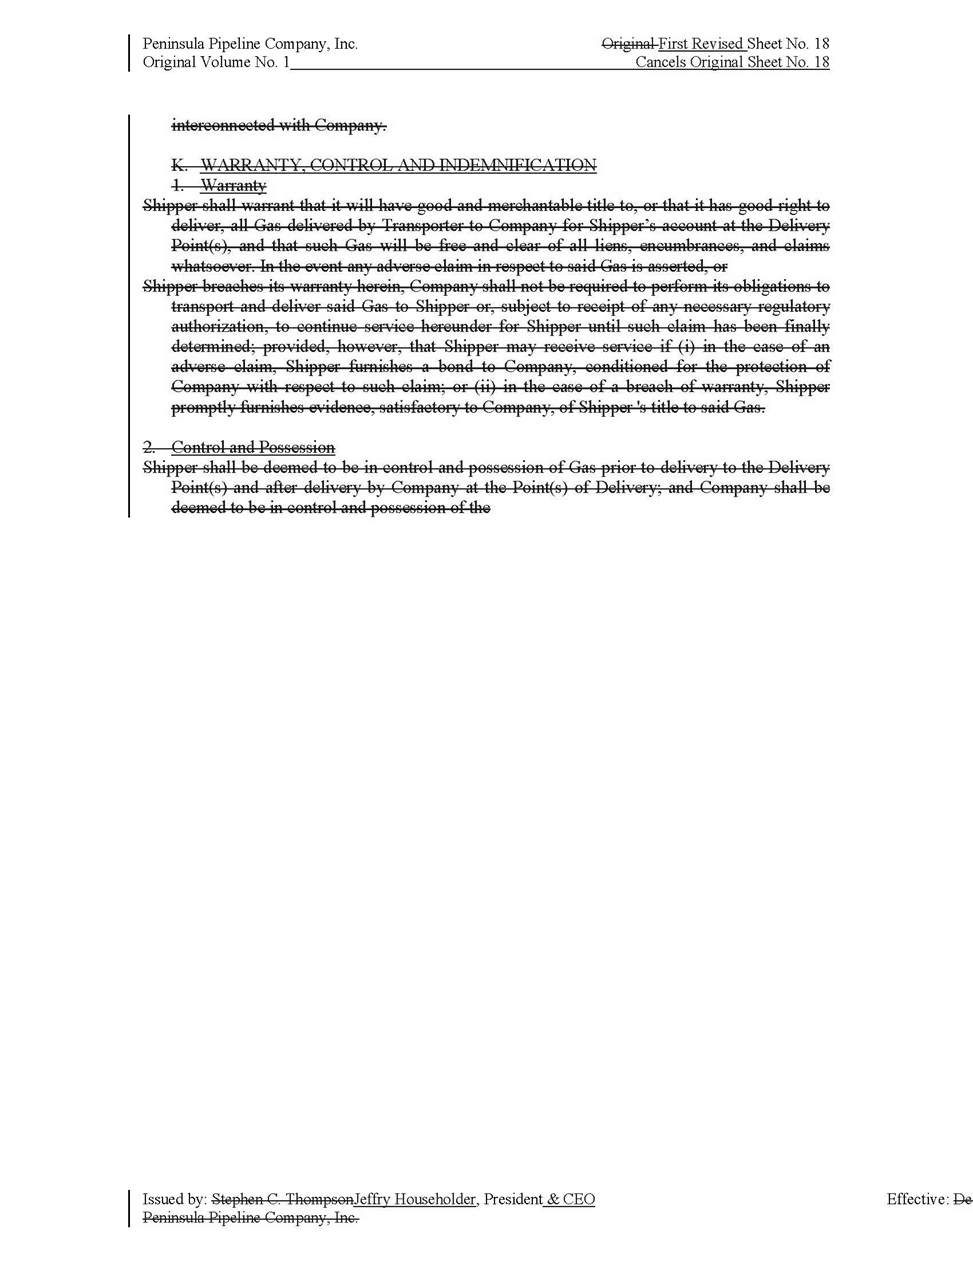 Peninsula Pipeline Company, Inc. Original First Revised Sheet No. 18
Original Volume No. 1 Cancels Original Sheet No. 18
interconnected with Company.
K. WARRANTY, CONTROL AND INDEMNIFICATION
1. Warranty
Shipper shall warrant that it will have good and merchantable title to, or that it has good right to
deliver, all Gas delivered by Transporter to Company for Shipper’s account at the Delivery
Point(s), and that such Gas will be free and clear of all liens, encumbrances, and claims
whatsoever. In the event any adverse claim in respect to said Gas is asserted, or
Shipper breaches its warranty herein, Company shall not be required to perform its obligations to
transport and deliver said Gas to Shipper or, subject to receipt of any necessary regulatory
authorization, to continue service hereunder for Shipper until such claim has been finally
determined; provided, however, that Shipper may receive service if (i) in the case of an
adverse claim, Shipper furnishes a bond to Company, conditioned for the protection of
Company with respect to such claim; or (ii) in the case of a breach of warranty, Shipper
promptly furnishes evidence, satisfactory to Company, of Shipper 's title to said Gas.
2. Control and Possession
Shipper shall be deemed to be in control and possession of Gas prior to delivery to the Delivery
Point(s) and after delivery by Company at the Point(s) of Delivery; and Company shall be
deemed to be in control and possession of the
Issued by: Stephen C. ThompsonJeffry Householder, President & CEO Effective: De
Peninsula Pipeline Company, Inc.